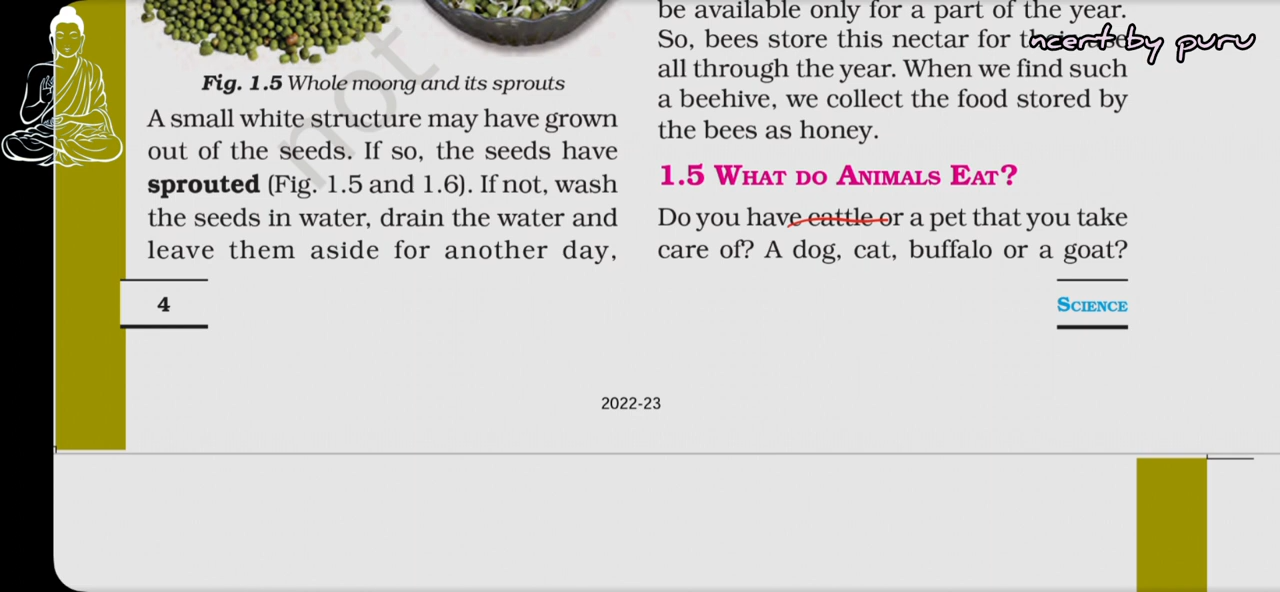 Fig. 1.5 Whole moong and its sprouts
A small white structure may have grown
out of the seeds. If so, the seeds have
sprouted (Fig. 1.5 and 1.6). If not, wash
the seeds in water, drain the water and
leave them aside for another day,
4
not
be available only for a part of the year.
So, bees store this nectar for
ncert by puru
all through the year. When we find such
a beehive, we collect the food stored by
the bees as honey.
1.5 WHAT DO ANIMALS EAT?
Do you have cattle or a pet that you take
care of? A dog, cat, buffalo or a goat?
SCIENCE
2022-23